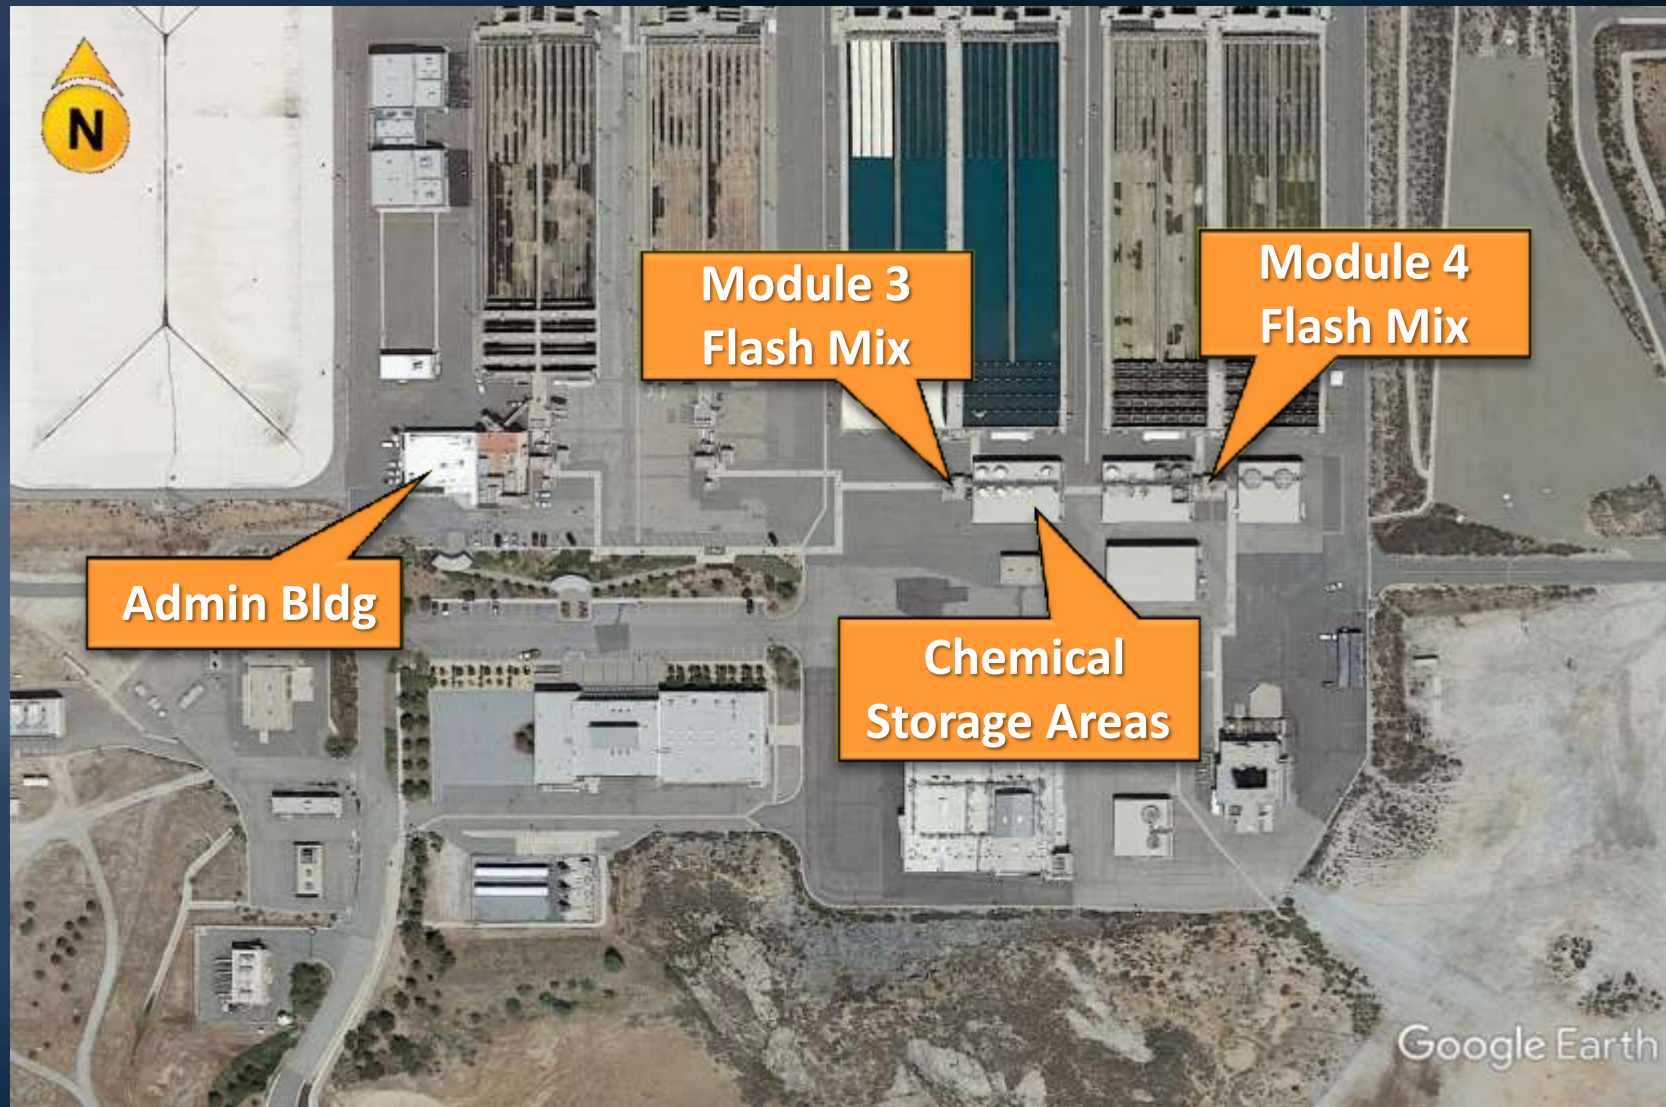 N
Module 3
Flash Mix
Module 4
Flash Mix
Admin Bldg
Chemical
Storage Areas
Google Earth